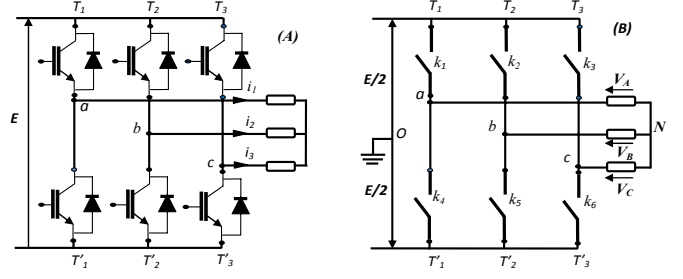 T1 T2 T3
(A)
E
a
i1
b
i2
c
i3
T'1 T'2 T'3
T1 T2 T3
(B)
E/2
k1 k2 k3
a
VA
O
b
N
VB
c
E/2
VC
k4 k5 k6
T'1 T'2 T'3